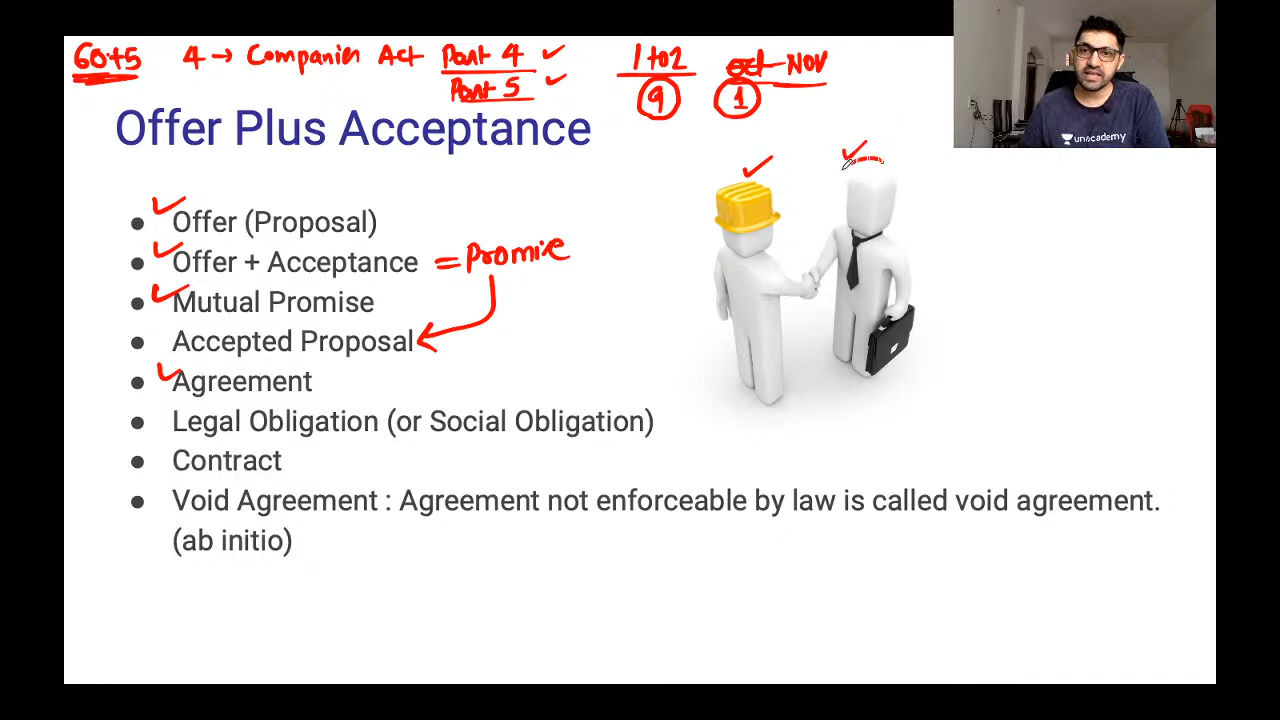 60+5 4 → Companies Act Part 4 ✓ 1 to 2 NOV
Part 5 ✓ 9 1
unacademy
Offer Plus Acceptance
● Offer (Proposal)
● Offer + Acceptance = Promise
● Mutual Promise
● Accepted Proposal
● Agreement
● Legal Obligation (or Social Obligation)
● Contract
● Void Agreement : Agreement not enforceable by law is called void agreement.
(ab initio)